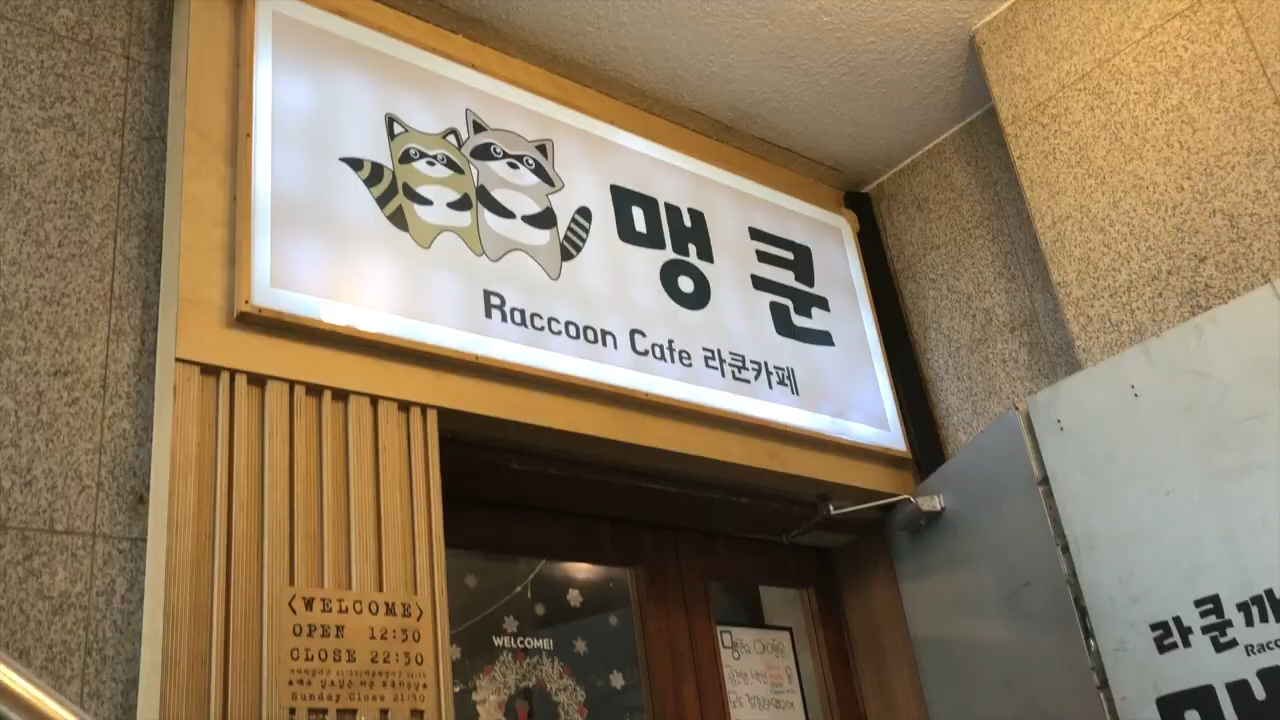 맹쿤
Raccoon Cafe 라쿤카페
<WELCOME>
OPEN 12:30
CLOSE 22:30
Sunday Close 21:30
WELCOME!
라쿤까
Racc